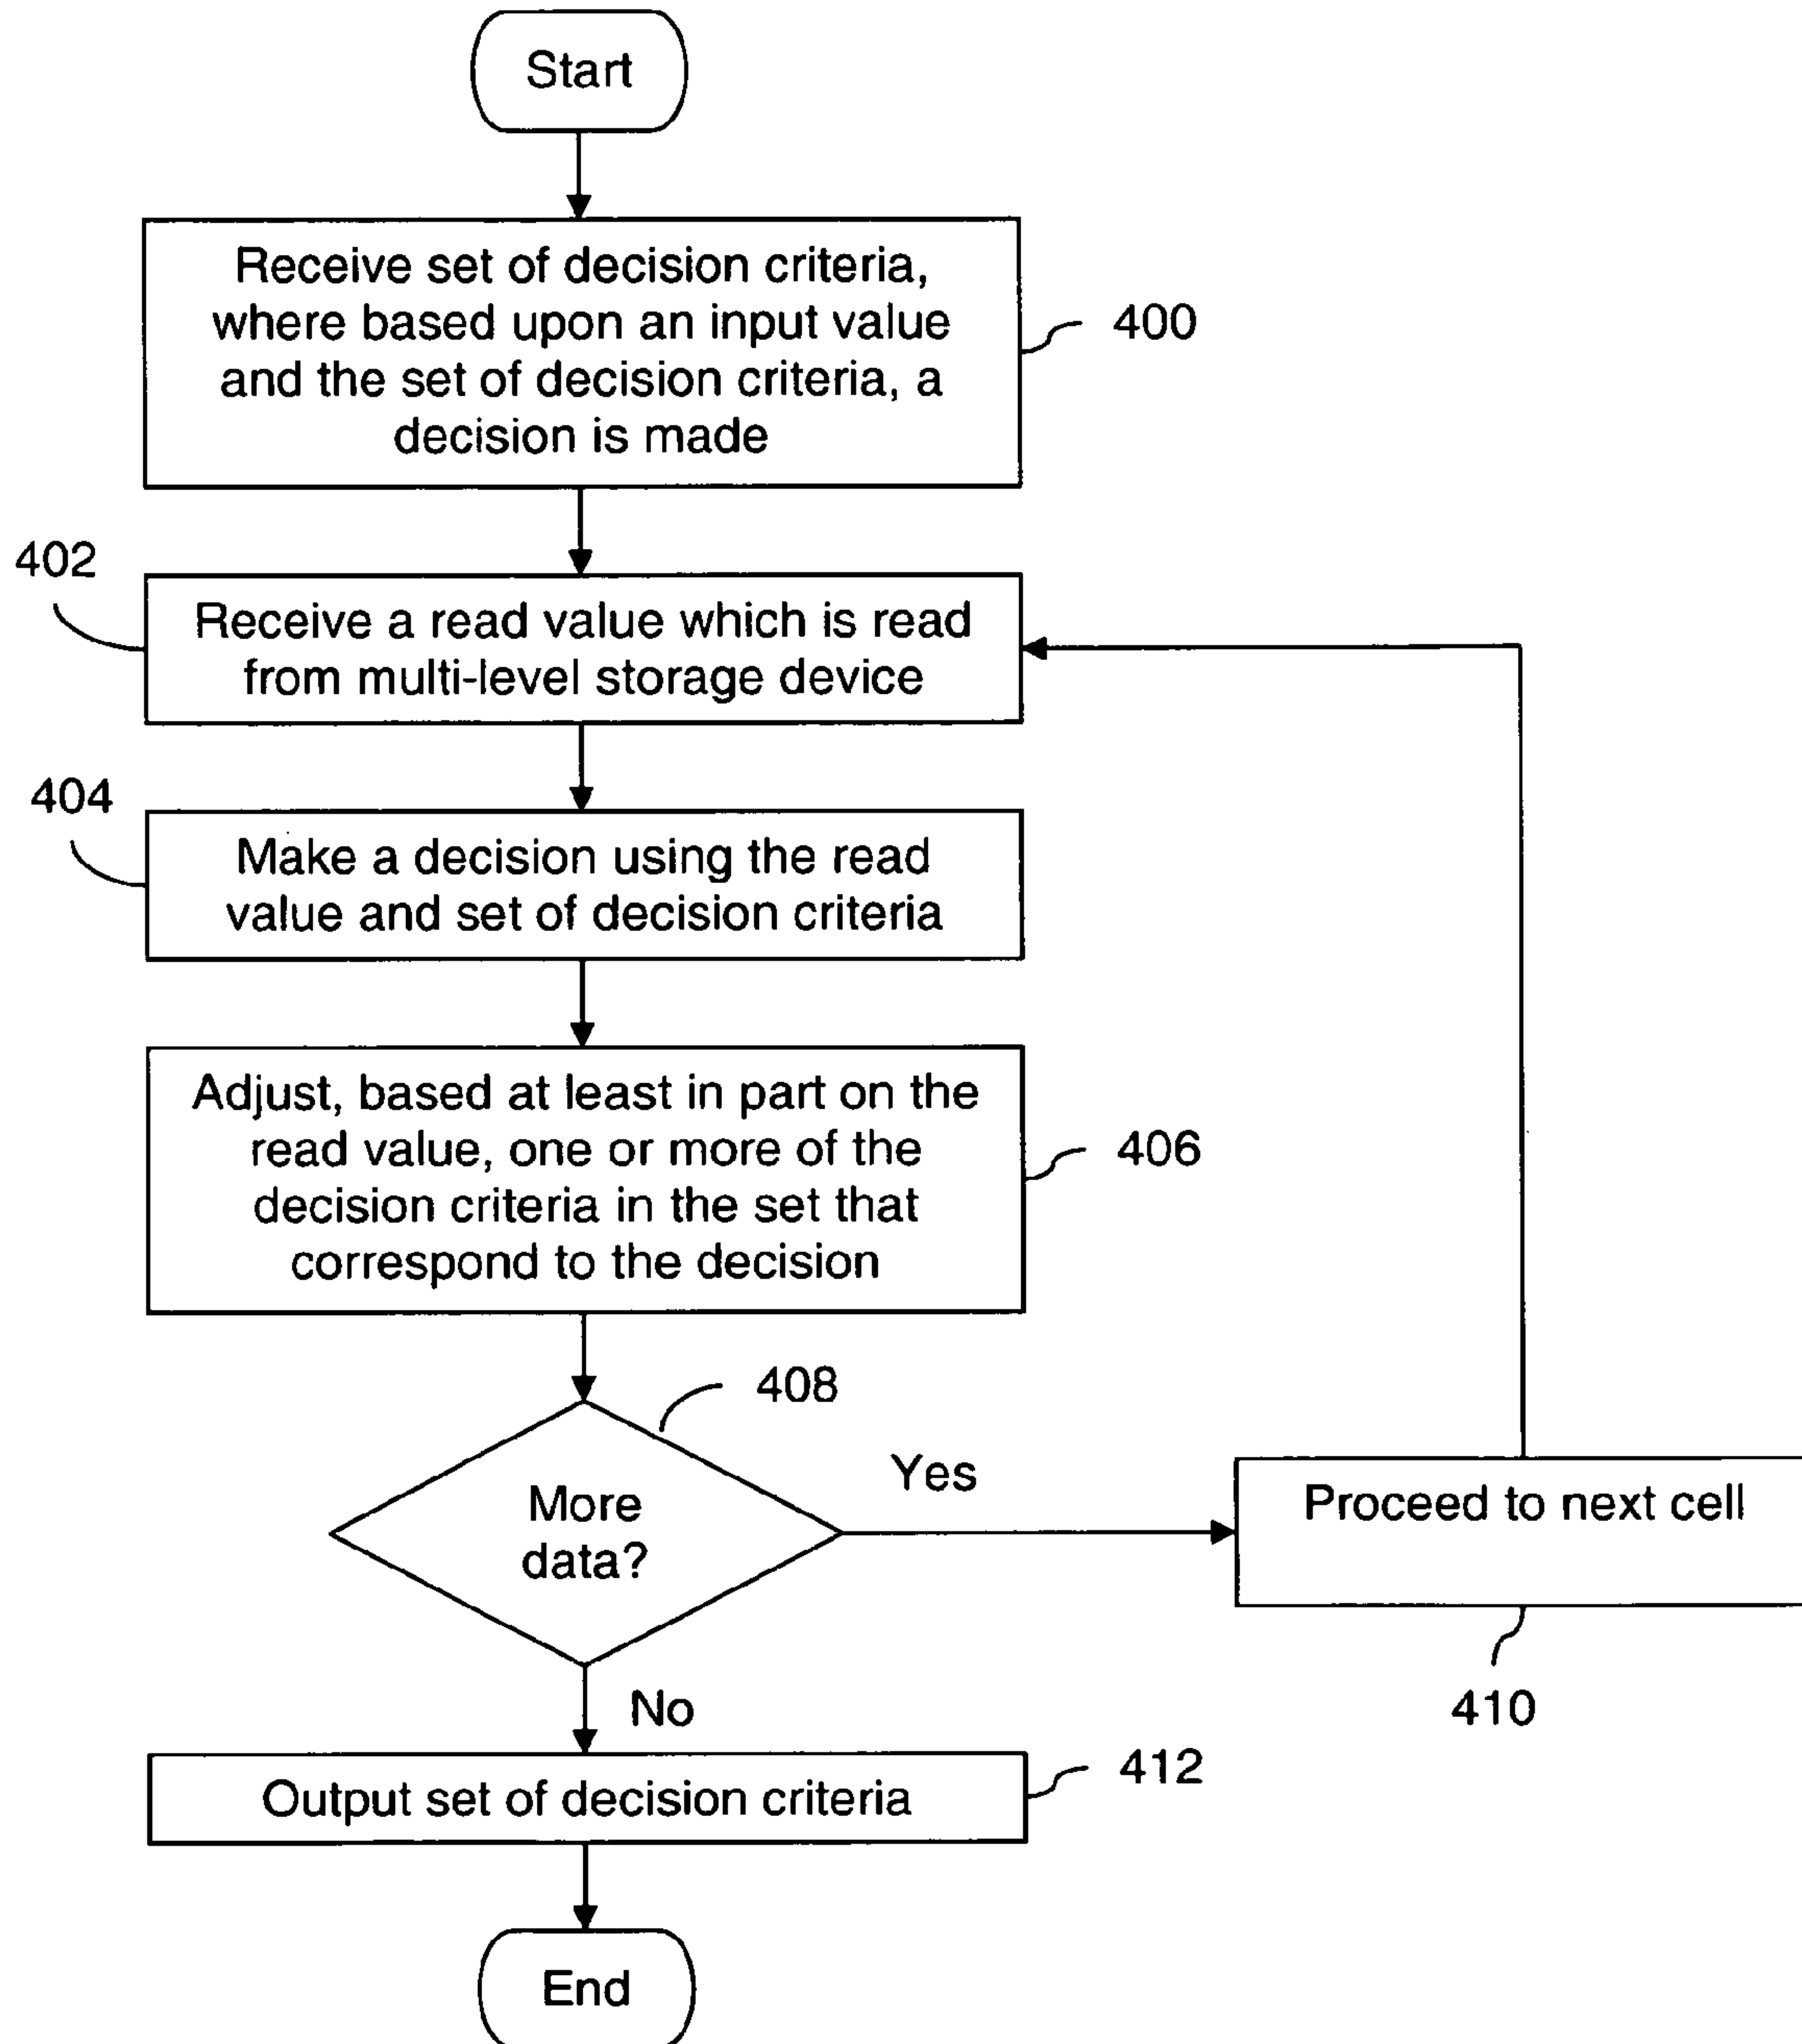 Start
Receive set of decision criteria,
where based upon an input value
and the set of decision criteria, a
decision is made
400
402
Receive a read value which is read
from multi-level storage device
404
Make a decision using the read
value and set of decision criteria
Adjust, based at least in part on the
read value, one or more of the
decision criteria in the set that
correspond to the decision
406
408
More
data?
Yes
Proceed to next cell
410
No
Output set of decision criteria
412
End